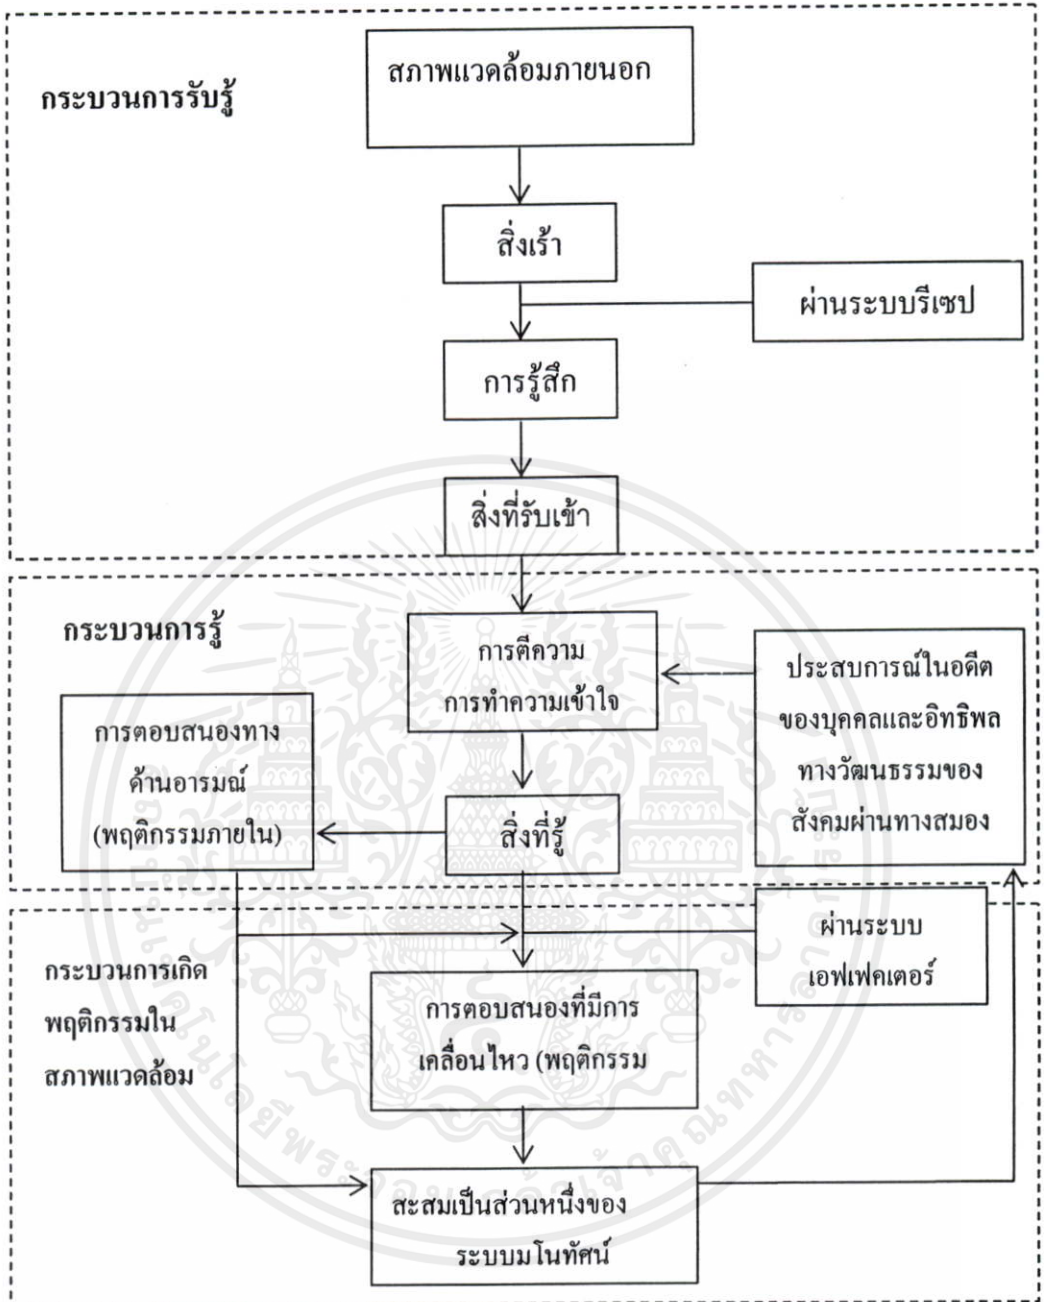 สภาพแวดล้อมภายนอก
กระบวนการรับรู้
สิ่งเร้า
ผ่านระบบรีเซป
การรู้สึก
สิ่งที่รับเข้า
กระบวนการรู้
การตีความ
การทำความเข้าใจ
ประสบการณ์ในอดีต
ของบุคคลและอิทธิพล
ทางวัฒนธรรมของ
สังคมผ่านทางสมอง
การตอบสนองทาง
ด้านอารมณ์
(พฤติกรรมภายใน)
สิ่งที่รู้
ผ่านระบบ
เอฟเฟคเตอร์
กระบวนการเกิด
พฤติกรรมใน
สภาพแวดล้อม
การตอบสนองที่มีการ
เคลื่อนไหว (พฤติกรรม
สะสมเป็นส่วนหนึ่งของ
ระบบมโนทัศน์